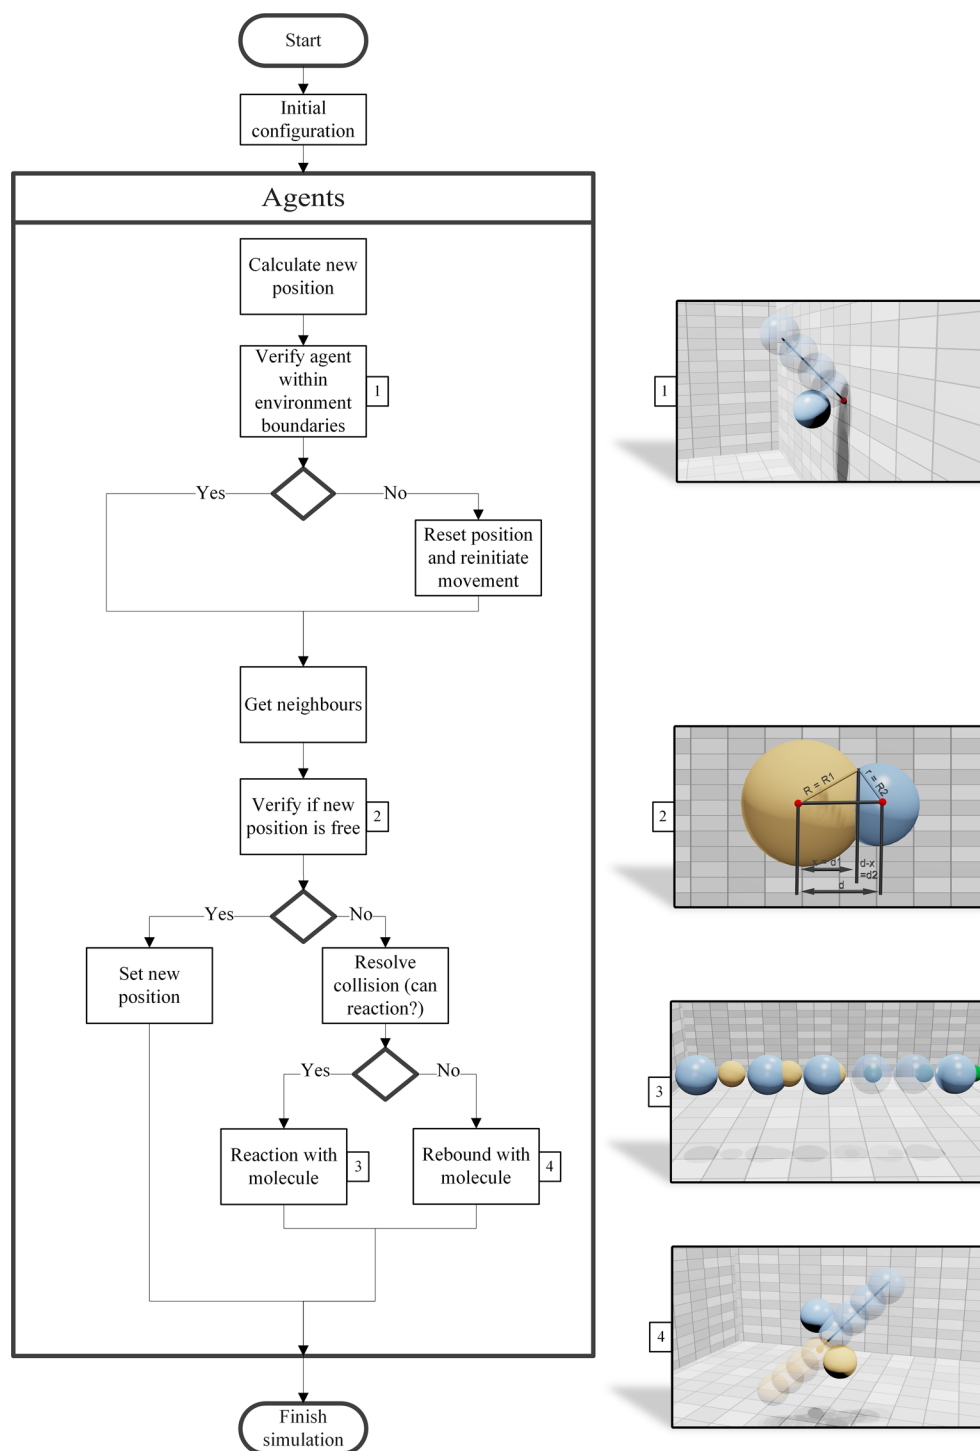 Start
Initial
configuration
Agents
Calculate new
position
Verify agent
within
environment
boundaries
1
Yes
No
Reset position
and reinitiate
movement
Get neighbours
Verify if new
position is free
2
Yes
No
Set new
position
Resolve
collision (can
reaction?)
Yes
No
Reaction with
molecule
3
Rebound with
molecule
4
Finish
simulation
1
2
R = R1
r = R2
x = d1
d-x
=d2
d
3
4